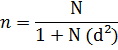 n = N / 1 + N (d²)